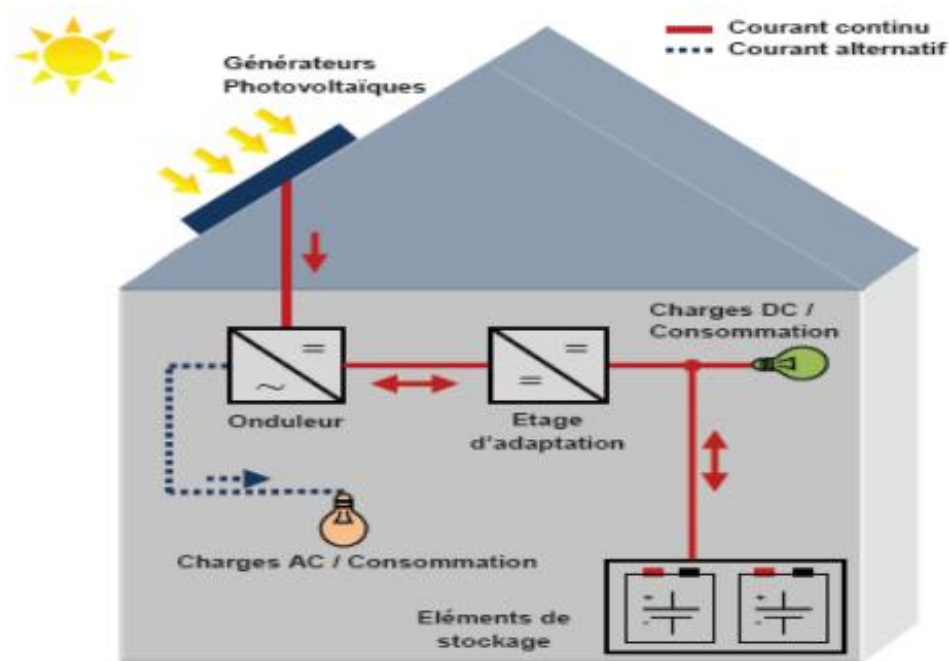 Courant continu
Courant alternatif
Générateurs
Photovoltaïques
Charges DC /
Consommation
=
~
=
=
Onduleur
Etage
d'adaptation
Charges AC / Consommation
Eléments de
stockage
+
-
+
-